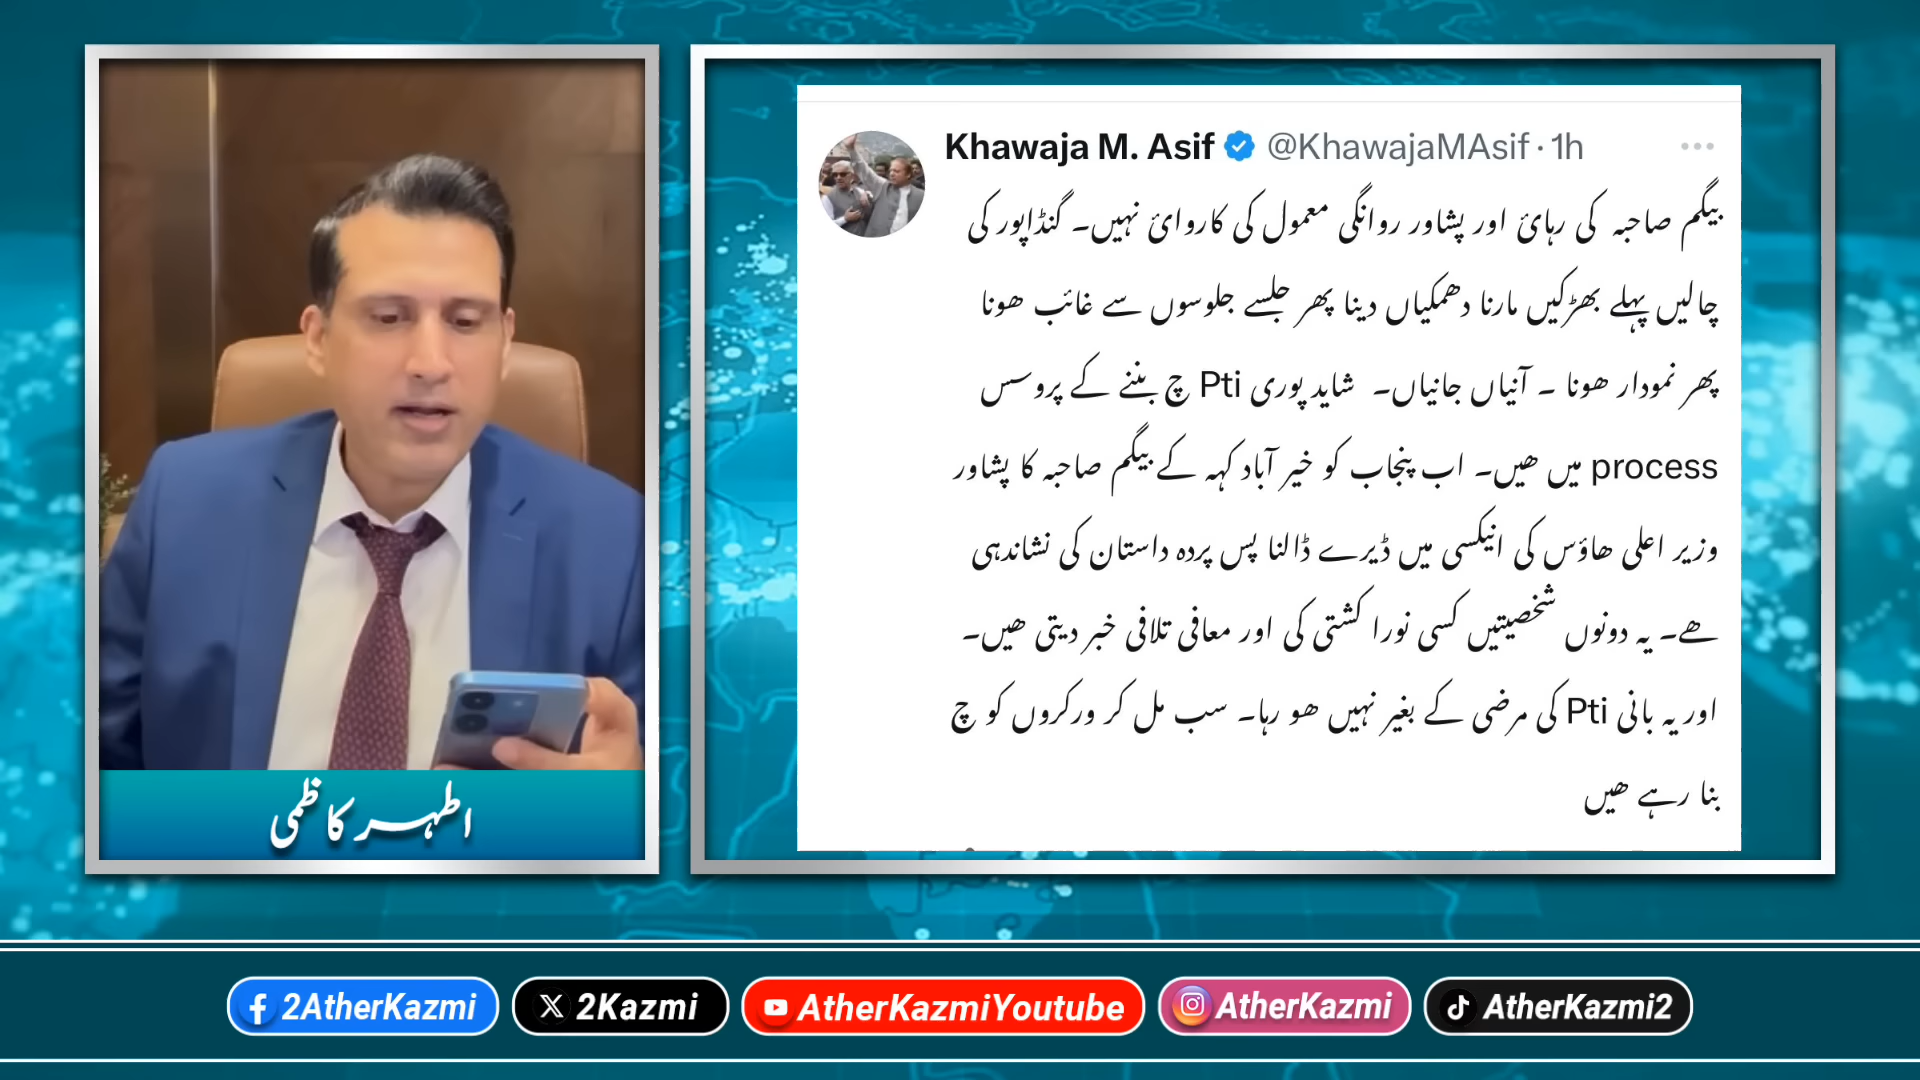 Khawaja M. Asif @KhawajaMAsif · 1h
بیگم صاحبہ کی رہائ اور پشاور روانگی معمول کی کاروائ نہیں۔ گنڈاپور کی
چالیں پہلے بھڑکیں مارنا دھمکیاں دینا پھر جلسے جلوسوں سے غائب ھونا
پھر نمودار ھونا ۔ آنیاں جانیاں۔ شاید پوری Pti چ بننے کے پروسس
process میں ھیں۔ اب پنجاب کو خیر آباد کہہ کے بیگم صاحبہ کا پشاور
وزیر اعلی ھاؤس کی انیکسی میں ڈیرے ڈالنا پس پردہ داستان کی نشاندہی
ھے۔ یہ دونوں شخصیتیں کسی نورا کشتی کی اور معافی تلافی خبر دیتی ھیں۔
اور یہ بانی Pti کی مرضی کے بغیر نہیں ھو رہا۔ سب مل کر ورکروں کو چ
بنا رہے ھیں
اطہر کاظمی
2AtherKazmi
2Kazmi
AtherKazmiYoutube
AtherKazmi
AtherKazmi2